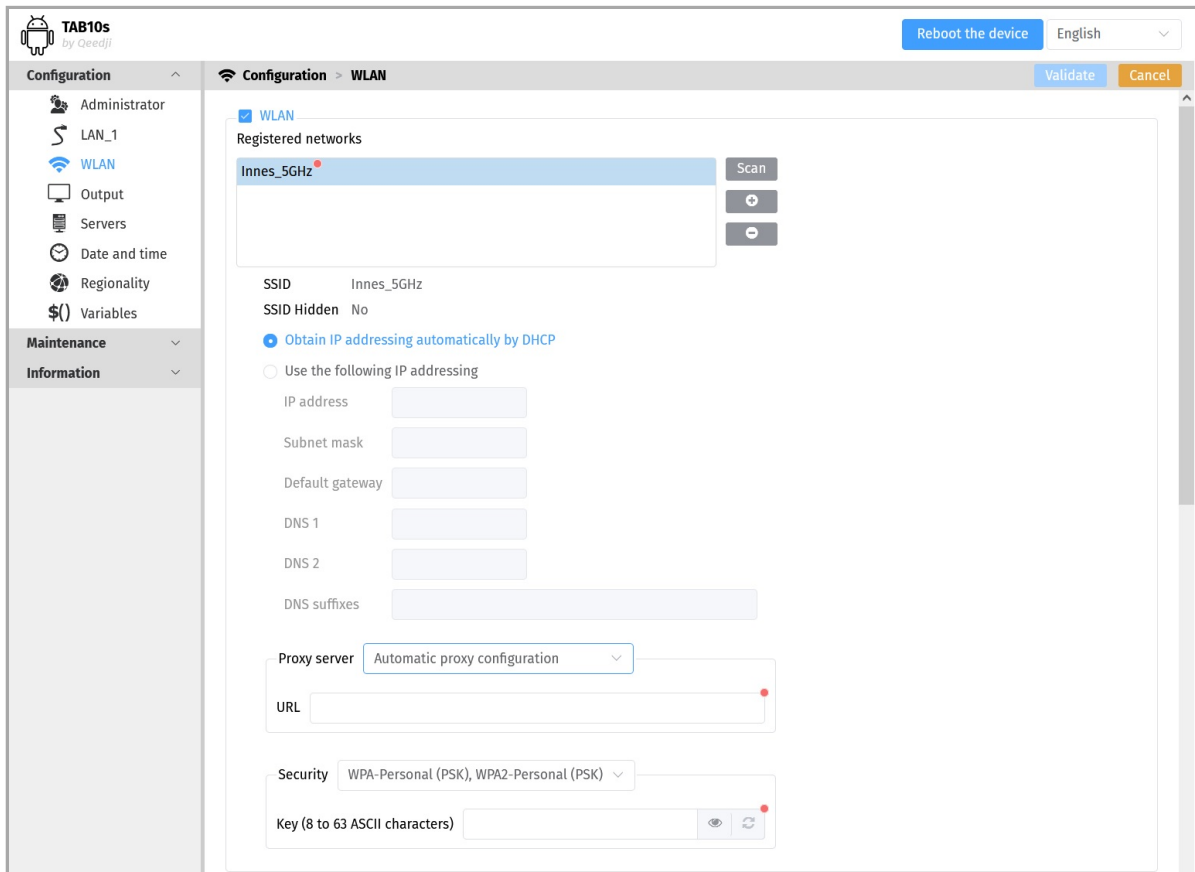 TAB10s
by Qeedji
Reboot the device
English
Configuration
Configuration > WLAN
Validate
Cancel
Administrator
LAN_1
WLAN
Output
Servers
Date and time
Regionality
$() Variables
Maintenance
Information
WLAN
Registered networks
Innes_5GHz
Scan
SSID Innes_5GHz
SSID Hidden No
Obtain IP addressing automatically by DHCP
Use the following IP addressing
IP address
Subnet mask
Default gateway
DNS 1
DNS 2
DNS suffixes
Proxy server Automatic proxy configuration
URL
Security WPA-Personal (PSK), WPA2-Personal (PSK)
Key (8 to 63 ASCII characters)